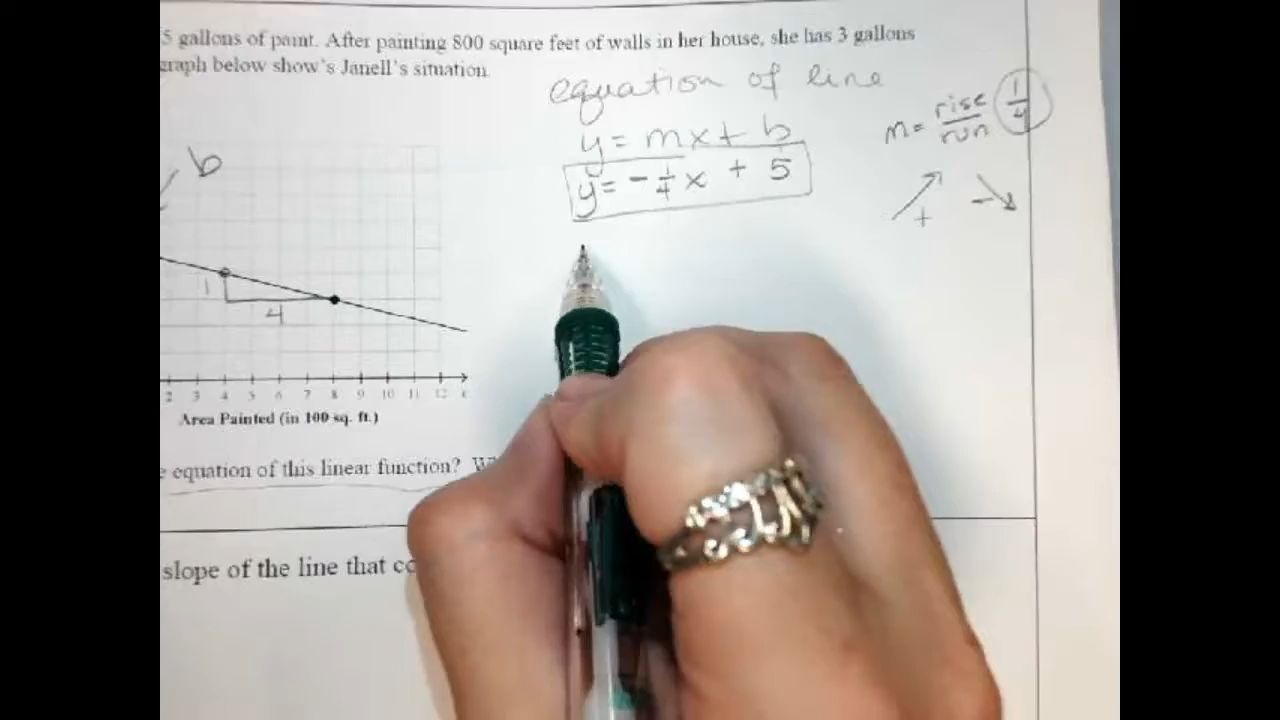 5 gallons of paint. After painting 800 square feet of walls in her house, she has 3 gallons
graph below show's Janell's situation
equation of line
y = mx + b
y = -1/4 x + 5
m = rise/run 1/4
+ -
b
1
4
2 3 4 5 6 7 8 9 10 11 12 x
Area Painted (in 100 sq. ft.)
equation of this linear function?
slope of the line that